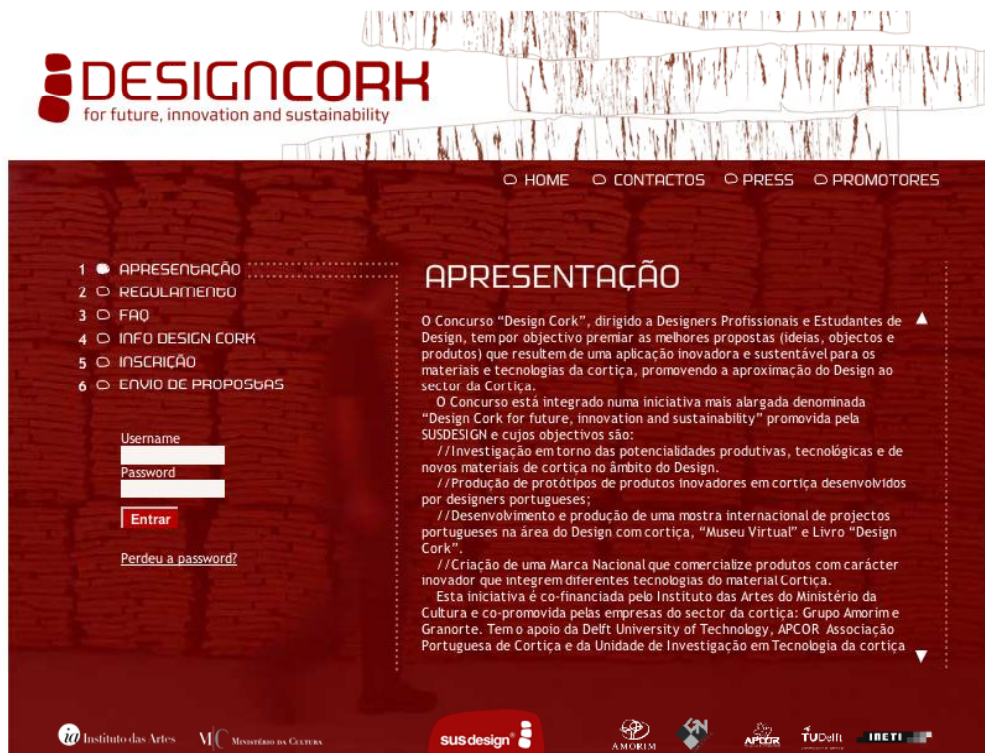 DESIGNCORK
for future, innovation and sustainability
HOME CONTACTOS PRESS PROMOTORES
1 APRESENTAÇÃO
2 REGULAMENTO
3 FAQ
4 INFO DESIGN CORK
5 INSCRIÇÃO
6 ENVIO DE PROPOSTAS
Username
Password
Entrar
Perdeu a password?
APRESENTAÇÃO
O Concurso “Design Cork”, dirigido a Designers Profissionais e Estudantes de
Design, tem por objectivo premiar as melhores propostas (ideias, objectos e
produtos) que resultem de uma aplicação inovadora e sustentável para os
materiais e tecnologias da cortiça, promovendo a aproximação do Design ao
sector da Cortiça.
O Concurso está integrado numa iniciativa mais alargada denominada
“Design Cork for future, innovation and sustainability” promovida pela
SUSDESIGN e cujos objectivos são:
//Investigação em torno das potencialidades produtivas, tecnológicas e de
novos materiais de cortiça no âmbito do Design.
//Produção de protótipos de produtos inovadores em cortiça desenvolvidos
por designers portugueses;
//Desenvolvimento e produção de uma mostra internacional de projectos
portugueses na área do Design com cortiça, “Museu Virtual” e Livro “Design
Cork”.
//Criação de uma Marca Nacional que comercialize produtos com carácter
inovador que integrem diferentes tecnologias do material Cortiça.
Esta iniciativa é co-financiada pelo Instituto das Artes do Ministério da
Cultura e co-promovida pelas empresas do sector da cortiça: Grupo Amorim e
Granorte. Tem o apoio da Delft University of Technology, APCOR Associação
Portuguesa de Cortiça e da Unidade de Investigação em Tecnologia da cortiça
ia Instituto das Artes
MC MINISTÉRIO DA CULTURA
susdesign®
AMORIM
GN
APCOR
TUDelft
INETI